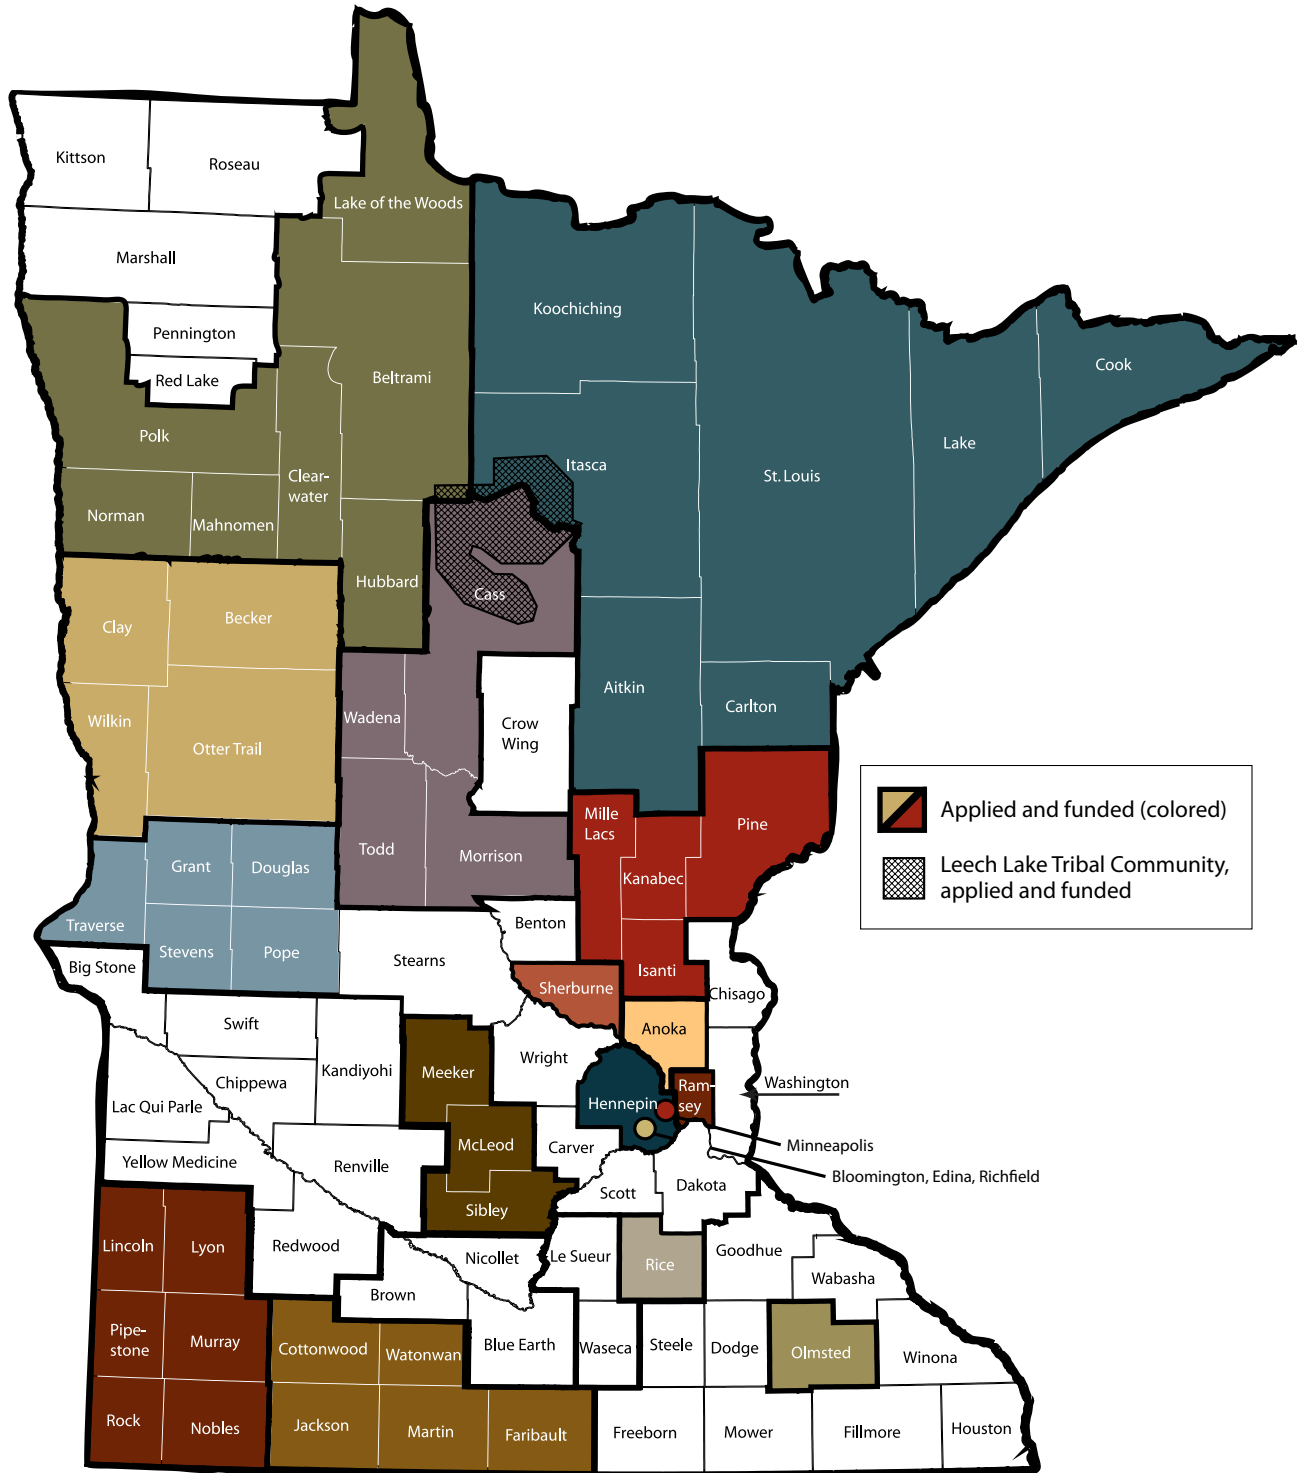 Kittson
Roseau
Lake of the Woods
Marshall
Koochiching
Pennington
Cook
Red Lake
Beltrami
Polk
Lake
Itasca
St. Louis
Clear-
water
Norman
Mahnomen
Hubbard
Cass
Becker
Clay
Aitkin
Carlton
Wadena
Wilkin
Crow
Wing
Otter Trail
Applied and funded (colored)
Mille
Lacs
Pine
Todd
Morrison
Grant
Douglas
Leech Lake Tribal Community,
applied and funded
Kanabec
Traverse
Benton
Stevens
Pope
Stearns
Big Stone
Isanti
Sherburne
Chisago
Swift
Anoka
Wright
Kandiyohi
Meeker
Chippewa
Washington
Ram-
sey
Hennepin
Lac Qui Parle
McLeod
Carver
Minneapolis
Yellow Medicine
Renville
Bloomington, Edina, Richfield
Scott
Dakota
Sibley
Lincoln
Lyon
Redwood
Nicollet
Le Sueur
Rice
Goodhue
Wabasha
Brown
Pipe-
stone
Murray
Cottonwood
Watonwan
Blue Earth
Waseca
Steele
Dodge
Olmsted
Winona
Rock
Nobles
Jackson
Martin
Faribault
Freeborn
Mower
Fillmore
Houston